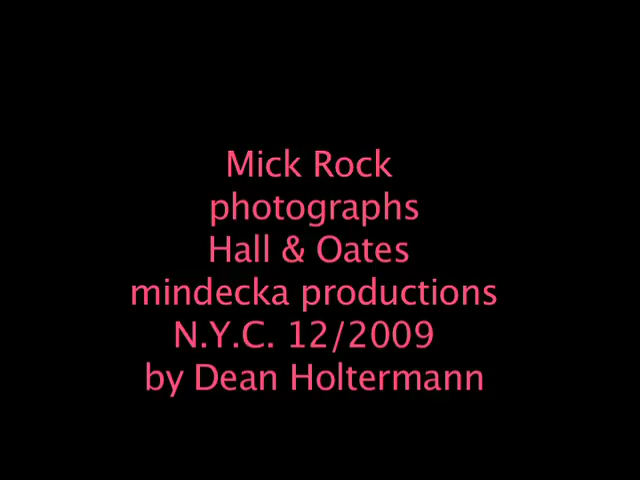 Mick Rock
photographs
Hall & Oates
mindecka productions
N.Y.C. 12/2009
by Dean Holtermann